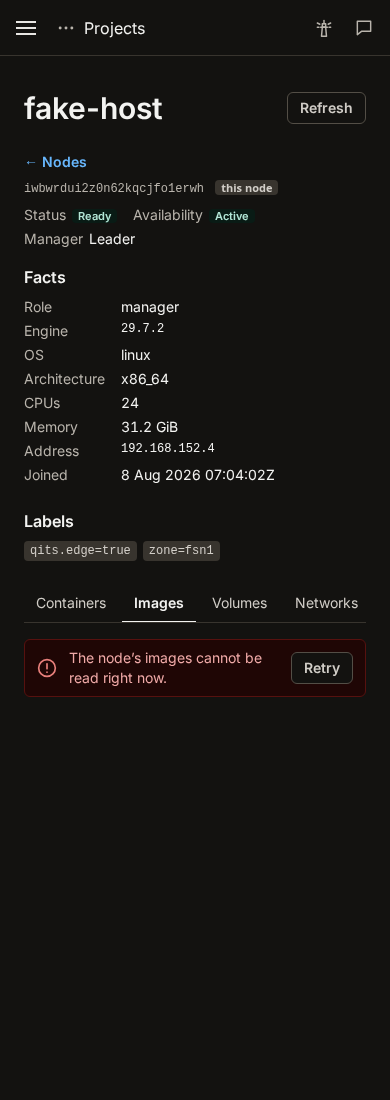 Projects
fake-host
Refresh
← Nodes
iwbwrdui2z0n62kqcjfo1erwh this node
Status Ready Availability Active
Manager Leader
Facts
Role manager
Engine 29.7.2
OS linux
Architecture x86_64
CPUs 24
Memory 31.2 GiB
Address 192.168.152.4
Joined 8 Aug 2026 07:04:02Z
Labels
qits.edge=true zone=fsn1
Containers Images Volumes Networks
The node’s images cannot be
read right now.
Retry